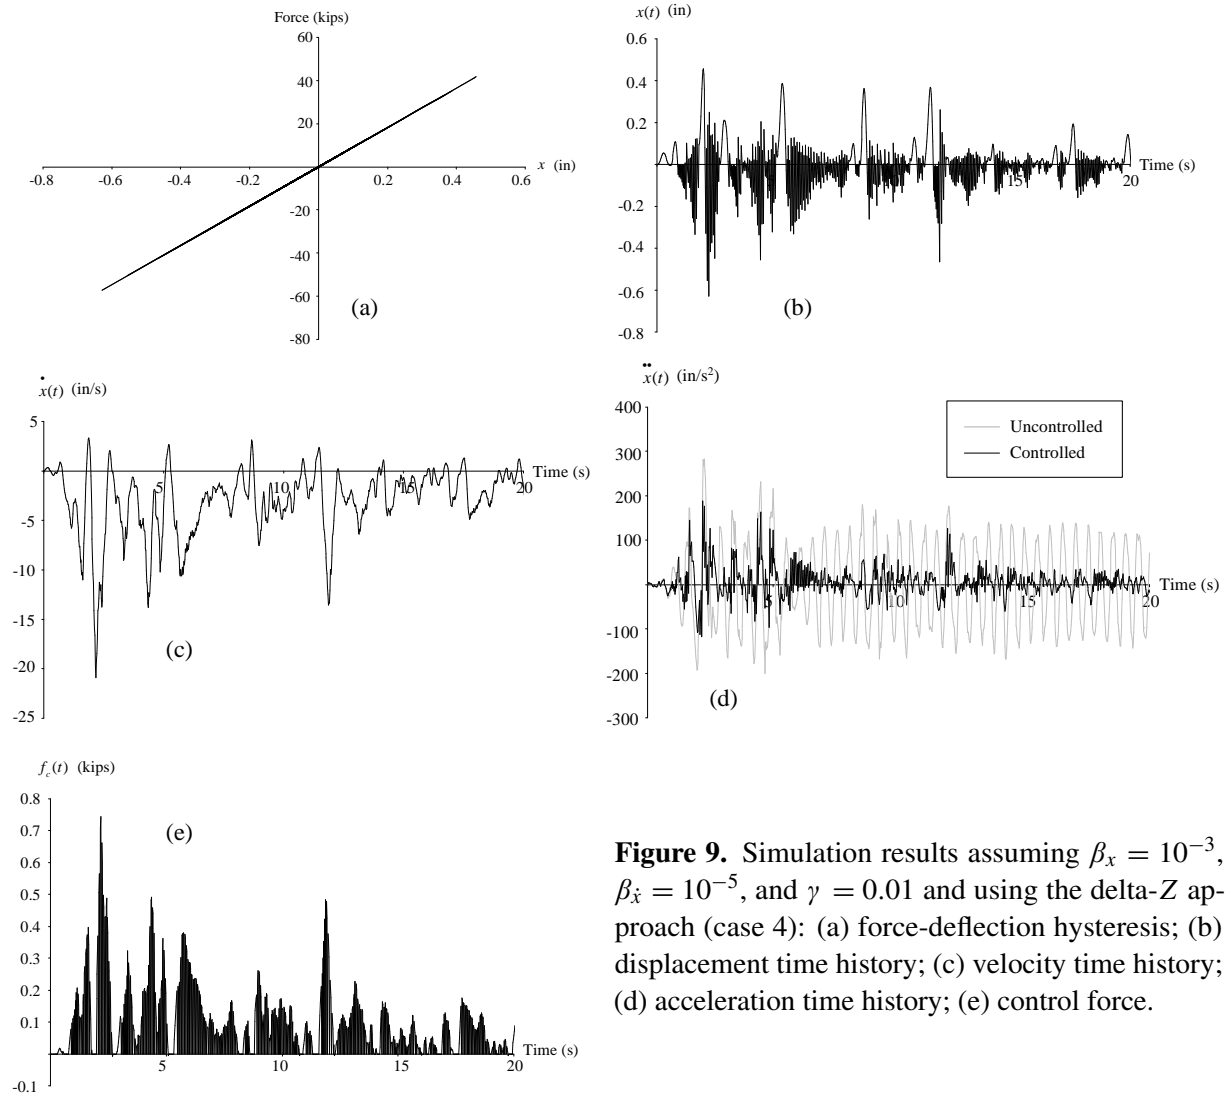 Force (kips)
60
40
20
-0.8
-0.6
-0.4
-0.2
0.2
0.4
0.6
x (in)
-20
-40
-60
-80
(a)
x(t) (in)
0.6
0.4
0.2
-0.2
-0.4
-0.6
-0.8
15
20
Time (s)
(b)
ẋ(t) (in/s)
5
-5
-10
-15
-20
-25
5
10
15
20
Time (s)
(c)
ẍ(t) (in/s²)
400
300
200
100
-100
-200
-300
5
10
15
20
Time (s)
Uncontrolled
Controlled
(d)
f_c(t) (kips)
0.8
0.7
0.6
0.5
0.4
0.3
0.2
0.1
-0.1
5
10
15
20
Time (s)
(e)
Figure 9. Simulation results assuming βₓ = 10⁻³,
β_ẋ = 10⁻⁵, and γ = 0.01 and using the delta-Z ap-
proach (case 4): (a) force-deflection hysteresis; (b)
displacement time history; (c) velocity time history;
(d) acceleration time history; (e) control force.